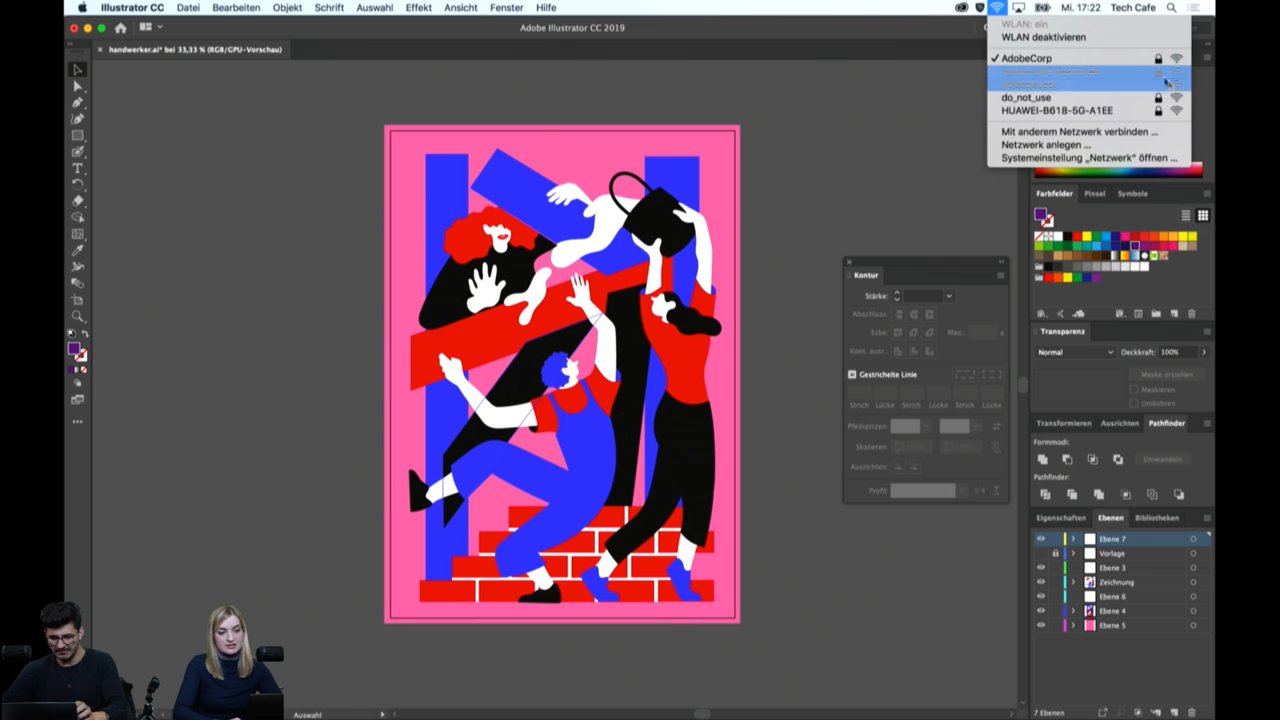 Illustrator CC Datei Bearbeiten Objekt Schrift Auswahl Effekt Ansicht Fenster Hilfe Mi. 17:22 Tech Cafe
Adobe Illustrator CC 2019
handwerker.ai* bei 33,33 % (RGB/GPU-Vorschau)
WLAN: ein
WLAN deaktivieren
AdobeCorp
do_not_use
HUAWEI-B618-5G-A1EE
Mit anderem Netzwerk verbinden ...
Netzwerk anlegen ...
Systemeinstellung „Netzwerk“ öffnen ...
Farbfelder Pinsel Symbole
Kontur
Stärke:
Abschluss:
Ecke: Max.:
Kont. ausr.:
Gestrichelte Linie
Strich Lücke Strich Lücke Strich Lücke
Pfeilspitzen:
Skalieren:
Ausrichten:
Profil:
Transparenz
Normal Deckkraft: 100%
Maske erstellen
Maskieren
Umkehren
Transformieren Ausrichten Pathfinder
Formmodi:
Umwandeln
Pathfinder:
Eigenschaften Ebenen Bibliotheken
Ebene 7
Vorlage
Ebene 3
Zeichnung
Ebene 6
Ebene 4
Ebene 5
Auswahl
7 Ebenen